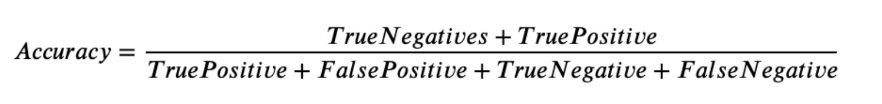 Accuracy = TrueNegatives + TruePositive
TruePositive + FalsePositive + TrueNegative + FalseNegative